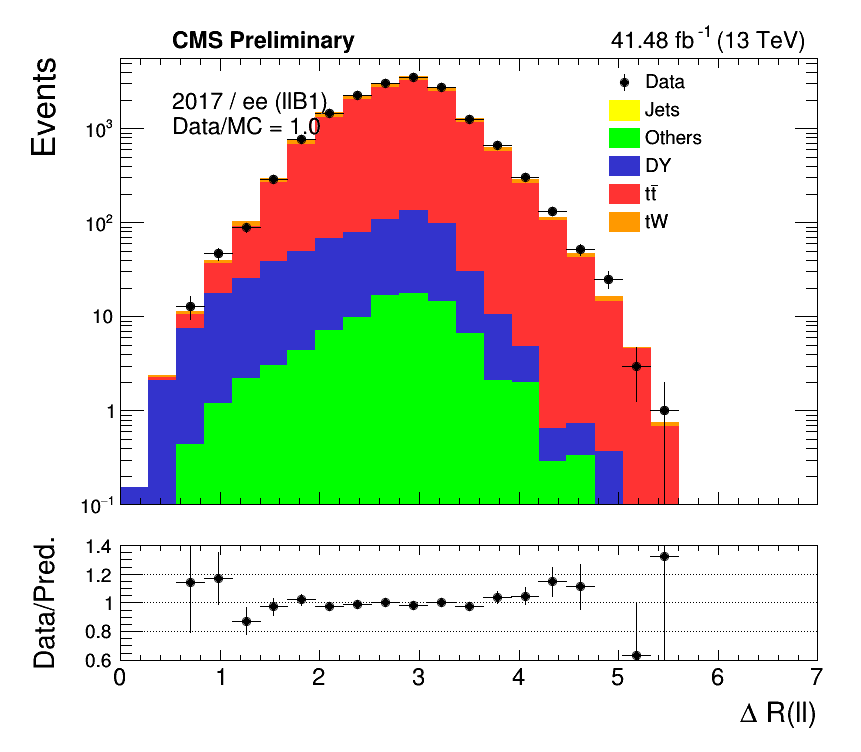 CMS Preliminary
41.48 fb⁻¹ (13 TeV)
Events
2017 / ee (llB1)
Data/MC = 1.0
Data
Jets
Others
DY
tt̄
tW
10³
10²
10
1
10⁻¹
Data/Pred.
1.4
1.2
1
0.8
0.6
0 1 2 3 4 5 6 7
Δ R(ll)